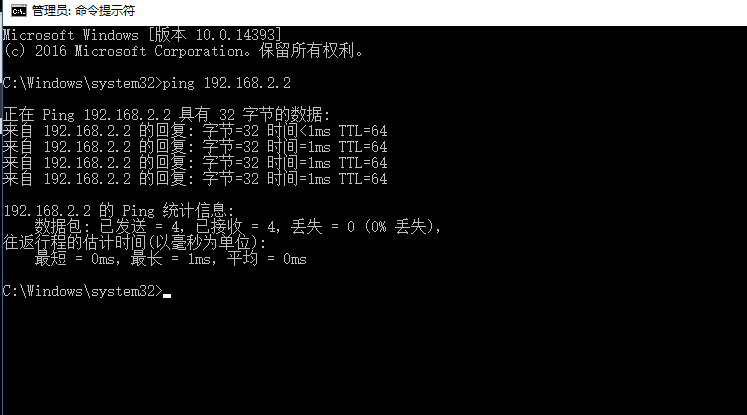 管理员: 命令提示符
Microsoft Windows [版本 10.0.14393]
(c) 2016 Microsoft Corporation。保留所有权利。
C:\Windows\system32>ping 192.168.2.2
正在 Ping 192.168.2.2 具有 32 字节的数据:
来自 192.168.2.2 的回复: 字节=32 时间<1ms TTL=64
来自 192.168.2.2 的回复: 字节=32 时间=1ms TTL=64
来自 192.168.2.2 的回复: 字节=32 时间=1ms TTL=64
来自 192.168.2.2 的回复: 字节=32 时间=1ms TTL=64
192.168.2.2 的 Ping 统计信息:
数据包: 已发送 = 4，已接收 = 4，丢失 = 0 (0% 丢失)，
往返行程的估计时间(以毫秒为单位):
最短 = 0ms，最长 = 1ms，平均 = 0ms
C:\Windows\system32>